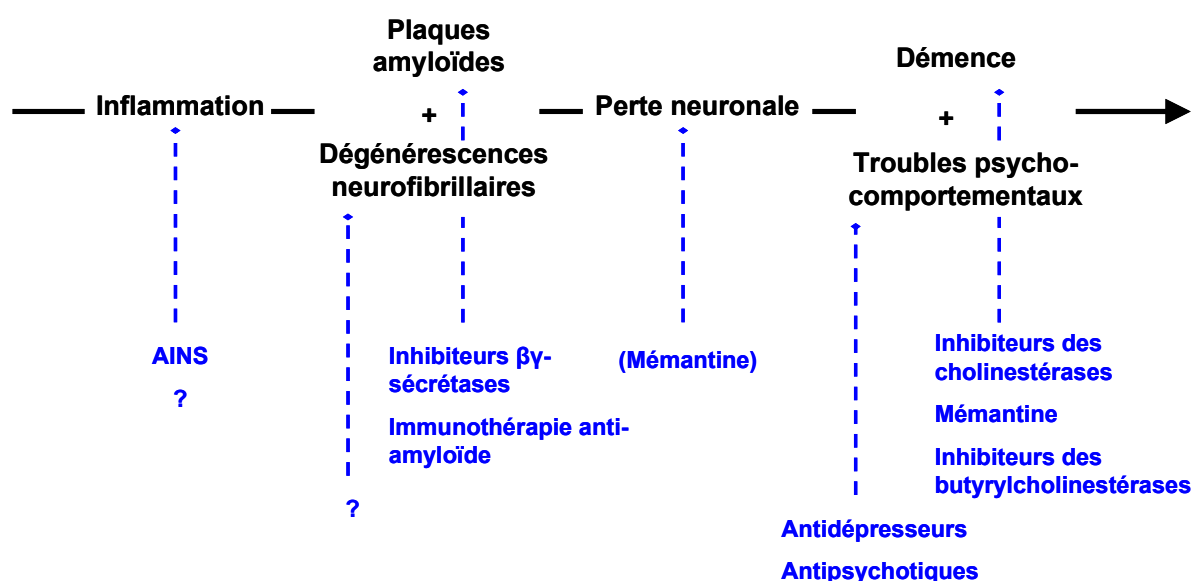 Plaques
amyloïdes
Démence
Inflammation
+
Perte neuronale
+
Dégénérescences
neurofibrillaires
Troubles psycho-
comportementaux
AINS
?
Inhibiteurs βγ-
sécrétases
Immunothérapie anti-
amyloïde
?
(Mémantine)
Inhibiteurs des
cholinestérases
Mémantine
Inhibiteurs des
butyrylcholinestérases
Antidépresseurs
Antipsychotiques